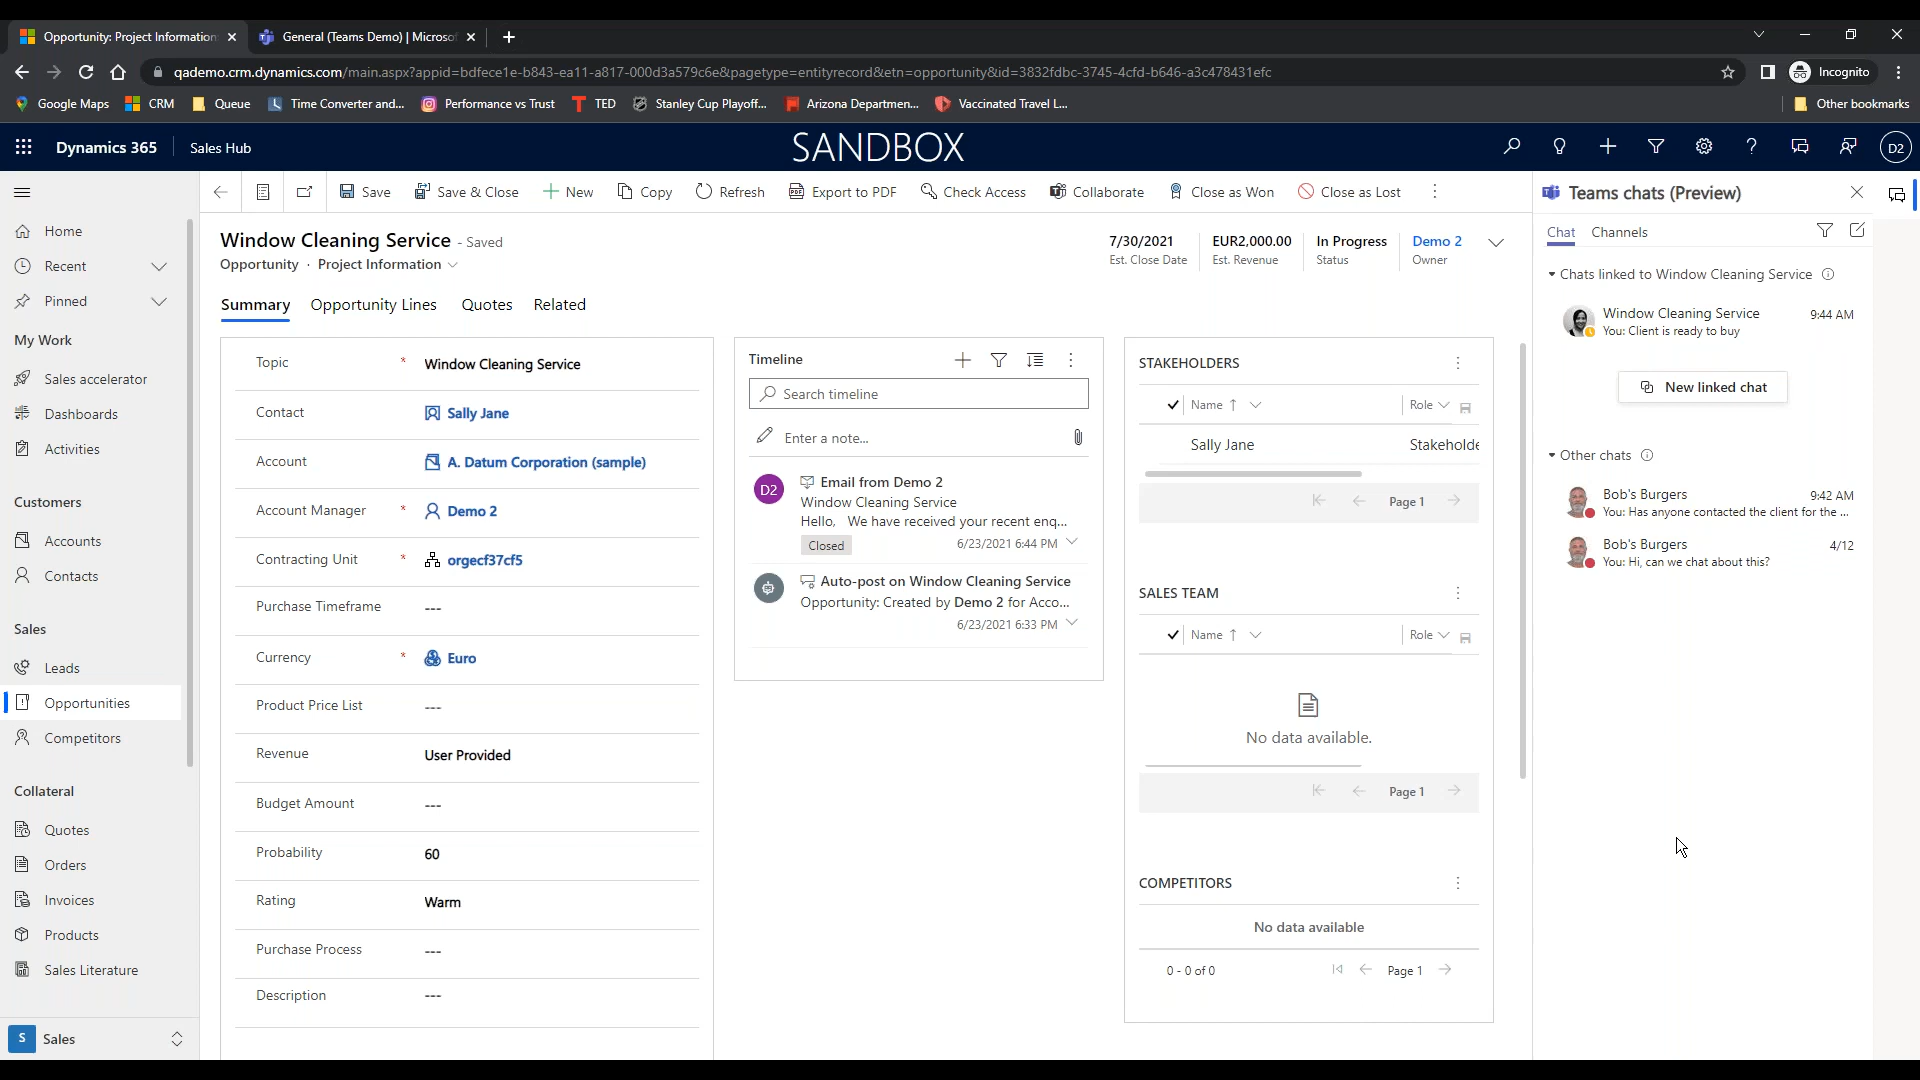 Opportunity: Project Information
General (Teams Demo) | Microsof
qademo.crm.dynamics.com/main.aspx?appid=bdfece1e-b843-ea11-a817-000d3a579c6e&pagetype=entityrecord&etn=opportunity&id=3832fdbc-3745-4cfd-b646-a3c478431efc
Incognito
Google Maps
CRM
Queue
Time Converter and...
Performance vs Trust
TED
Stanley Cup Playoff...
Arizona Departmen...
Vaccinated Travel L...
Other bookmarks
Dynamics 365
Sales Hub
SANDBOX
D2
Save
Save & Close
New
Copy
Refresh
Export to PDF
Check Access
Collaborate
Close as Won
Close as Lost
Home
Recent
Pinned
My Work
Sales accelerator
Dashboards
Activities
Customers
Accounts
Contacts
Sales
Leads
Opportunities
Competitors
Collateral
Quotes
Orders
Invoices
Products
Sales Literature
S Sales
Window Cleaning Service - Saved
Opportunity · Project Information
7/30/2021
Est. Close Date
EUR2,000.00
Est. Revenue
In Progress
Status
Demo 2
Owner
Summary
Opportunity Lines
Quotes
Related
Topic * Window Cleaning Service
Contact Sally Jane
Account A. Datum Corporation (sample)
Account Manager * Demo 2
Contracting Unit * orgecf37cf5
Purchase Timeframe ---
Currency * Euro
Product Price List ---
Revenue User Provided
Budget Amount ---
Probability 60
Rating Warm
Purchase Process ---
Description ---
Timeline
Search timeline
Enter a note...
D2
Email from Demo 2
Window Cleaning Service
Hello, We have received your recent enq...
Closed 6/23/2021 6:44 PM
Auto-post on Window Cleaning Service
Opportunity: Created by Demo 2 for Acco...
6/23/2021 6:33 PM
STAKEHOLDERS
Name ↑ Role
Sally Jane Stakeholde
Page 1
SALES TEAM
Name ↑ Role
No data available.
Page 1
COMPETITORS
No data available
0 - 0 of 0 Page 1
Teams chats (Preview)
Chat
Channels
Chats linked to Window Cleaning Service
Window Cleaning Service 9:44 AM
You: Client is ready to buy
New linked chat
Other chats
Bob's Burgers 9:42 AM
You: Has anyone contacted the client for the ...
Bob's Burgers 4/12
You: Hi, can we chat about this?